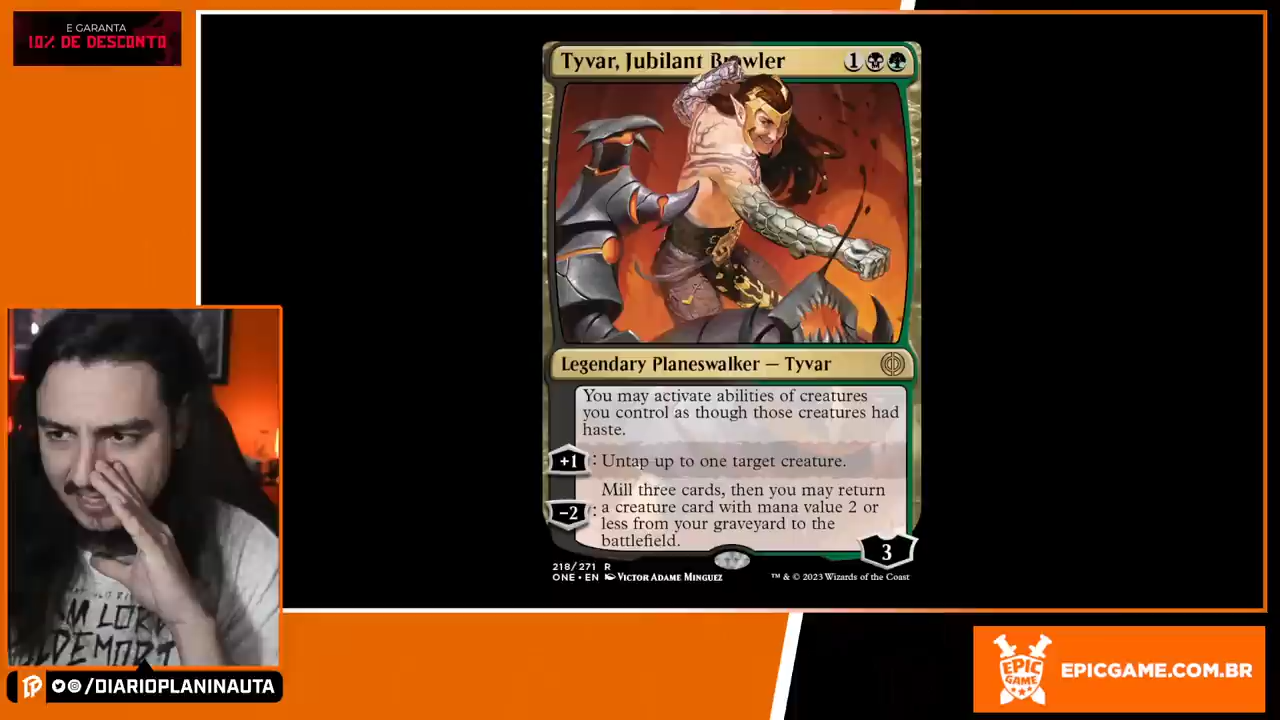 E GARANTA
10% DE DESCONTO
Tyvar, Jubilant Brawler
1
Legendary Planeswalker — Tyvar
You may activate abilities of creatures
you control as though those creatures had
haste.
+1: Untap up to one target creature.
-2: Mill three cards, then you may return
a creature card with mana value 2 or
less from your graveyard to the
battlefield.
3
218/271 R
ONE • EN Victor Adame Minguez
™ & © 2023 Wizards of the Coast
/DIARIOPLANINAUTA
EPIC
GAME
EPICGAME.COM.BR